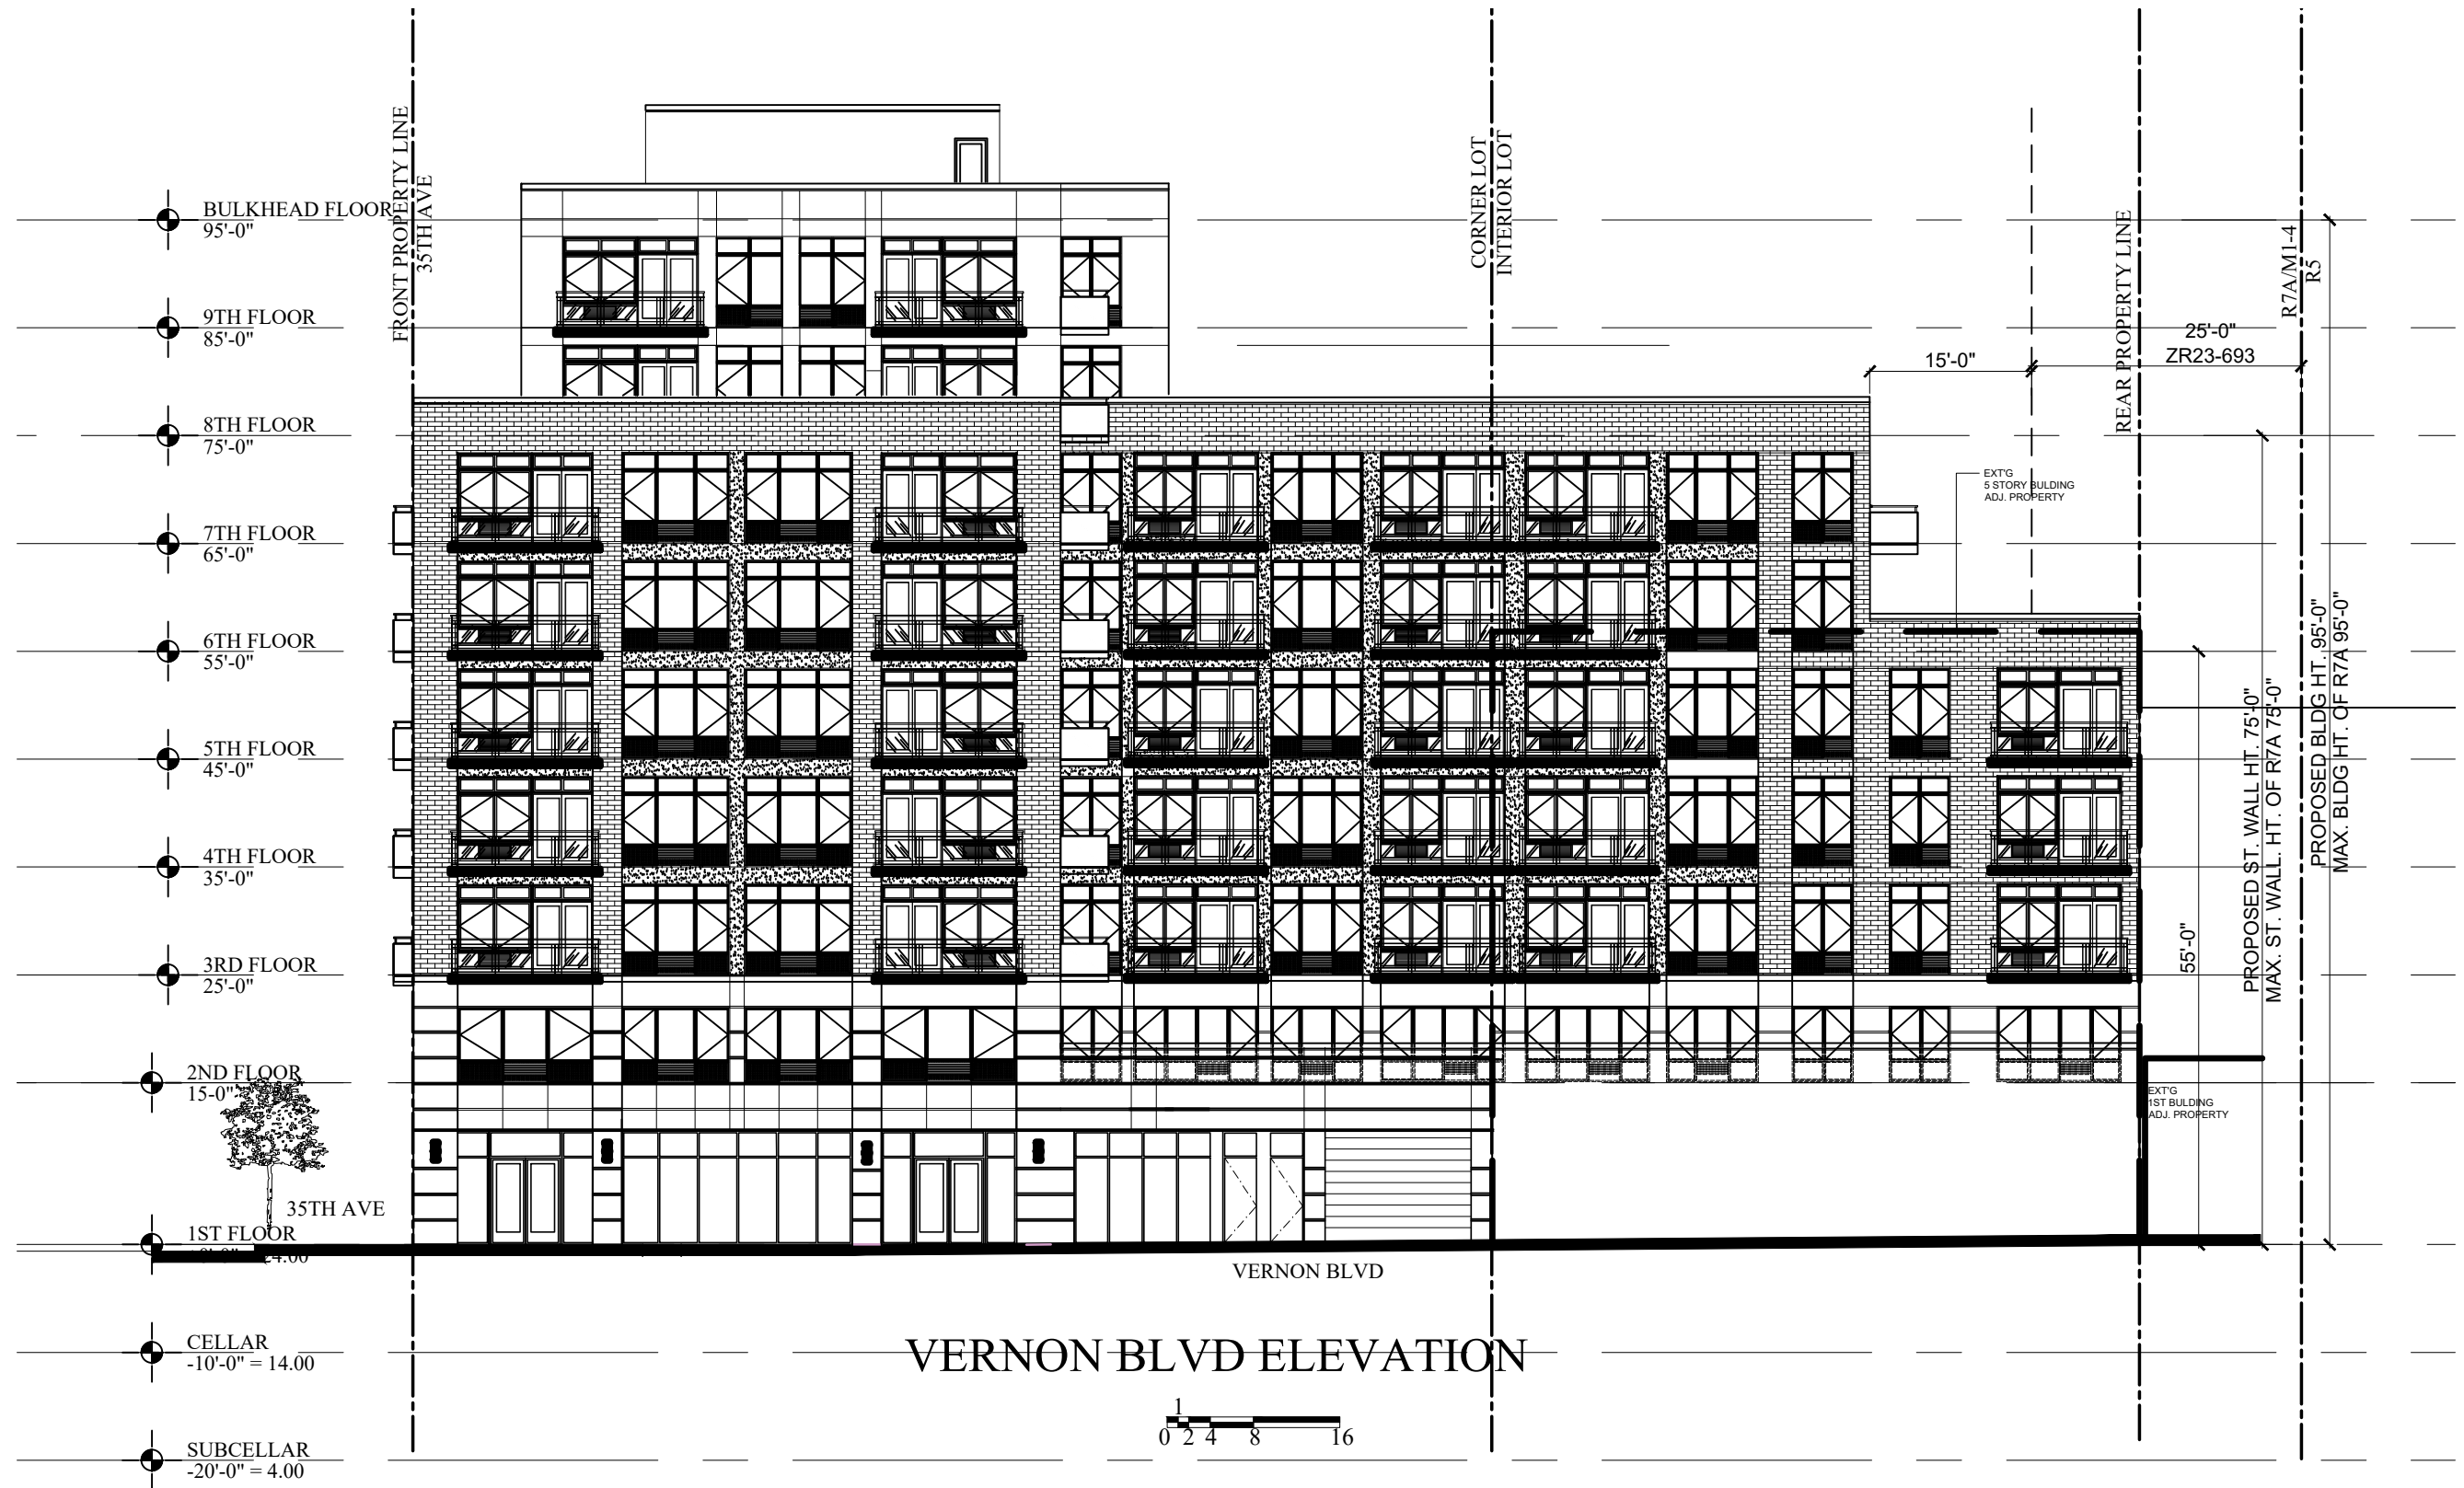 BULKHEAD FLOOR
95'-0"
9TH FLOOR
85'-0"
8TH FLOOR
75'-0"
7TH FLOOR
65'-0"
6TH FLOOR
55'-0"
5TH FLOOR
45'-0"
4TH FLOOR
35'-0"
3RD FLOOR
25'-0"
2ND FLOOR
15-0"
1ST FLOOR
CELLAR
-10'-0" = 14.00
SUBCELLAR
-20'-0" = 4.00
35TH AVE
FRONT PROPERTY LINE
35TH AVE
CORNER LOT
INTERIOR LOT
REAR PROPERTY LINE
R7A/M1-4
R5
15'-0"
25'-0"
ZR23-693
EXT'G
5 STORY BULDING
ADJ. PROPERTY
55'-0"
PROPOSED ST. WALL HT. 75'-0"
MAX. ST. WALL. HT. OF R7A 75'-0"
PROPOSED BLDG HT. 95'-0"
MAX. BLDG HT. OF R7A 95'-0"
EXT'G
1ST BULDING
ADJ. PROPERTY
VERNON BLVD
VERNON BLVD ELEVATION
1
0 2 4 8 16